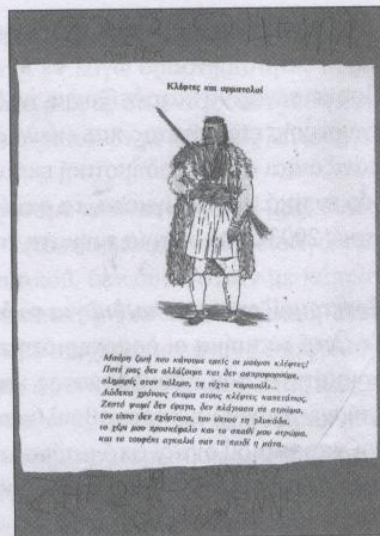 Κλέφτες και αρματολοί
Μαύρη ζωή που κάνουμε εμείς οι μαύροι κλέφτες!
Ποτέ μας δεν αλλάζουμε και δεν ασπροφορούμε,
ολημερίς στον πόλεμο, τη νύχτα καραούλι.
Δώδεκα χρόνους έκαμα στους κλέφτες καπετάνιος.
Ζεστό ψωμί δεν έφαγα, δεν πλάγιασα σε στρώμα,
τον ύπνο δεν εχόρτασα, του ύπνου τη γλυκάδα,
το χέρι μου προσκέφαλο και το σπαθί μου στρώμα,
και το τουφέκι αγκαλιά σαν το παιδί η μάνα.